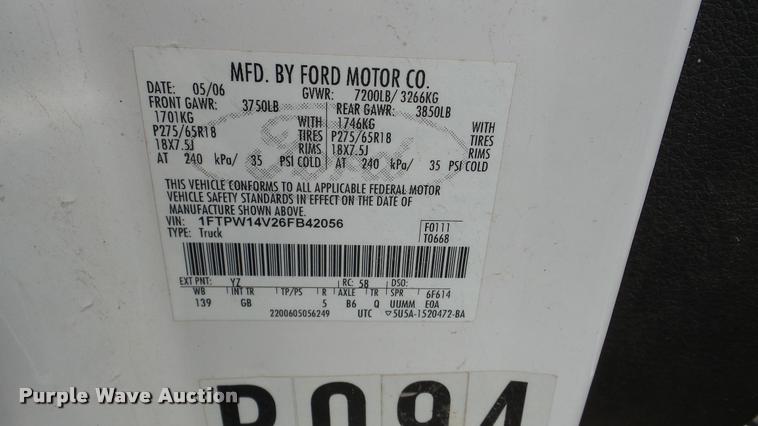 MFD. BY FORD MOTOR CO.
DATE: 05/06 GVWR: 7200LB/ 3266KG
FRONT GAWR: 3750LB REAR GAWR: 3850LB
1701KG WITH 1746KG WITH
P275/65R18 TIRES P275/65R18 TIRES
18X7.5J RIMS 18X7.5J RIMS
AT 240 kPa/ 35 PSI COLD AT 240 kPa/ 35 PSI COLD
Ford
THIS VEHICLE CONFORMS TO ALL APPLICABLE FEDERAL MOTOR
VEHICLE SAFETY STANDARDS IN EFFECT ON THE DATE OF
MANUFACTURE SHOWN ABOVE.
VIN: 1FTPW14V26FB42056 F0111
TYPE: Truck T0668
EXT PNT: YZ RC: 58 DSO:
WB INT TR TP/PS R AXLE TR SPR 6F614
139 GB 5 B6 Q UUMM E0A
2200605056249 UTC ▽5U5A-1520472-BA
B094
Purple Wave Auction